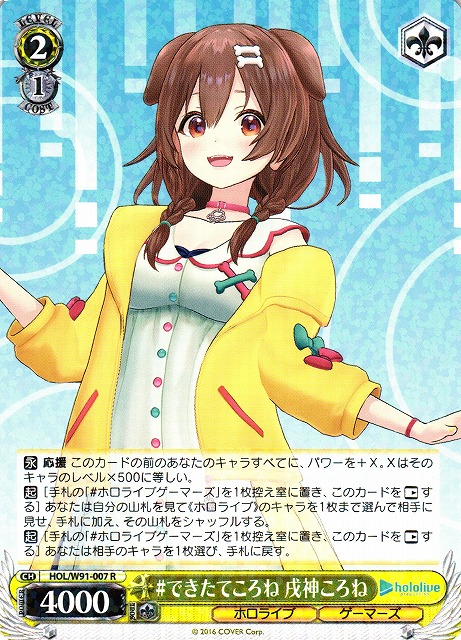 LEVEL
2
1
COST
永 応援 このカードの前のあなたのキャラすべてに、パワーを＋X。Xはその
キャラのレベル×500に等しい。
起 [手札の「#ホロライブゲーマーズ」を1枚控え室に置き、このカードを す
る] あなたは自分の山札を見て《ホロライブ》のキャラを1枚まで選んで相手に
見せ、手札に加え、その山札をシャッフルする。
起 [手札の「#ホロライブゲーマーズ」を1枚控え室に置き、このカードを す
る] あなたは相手のキャラを1枚選び、手札に戻す。
CH HOL/W91-007 R
POWER 4000
#できたてころね 戌神ころね
hololive
ホロライブ ゲーマーズ
© 2016 COVER Corp.